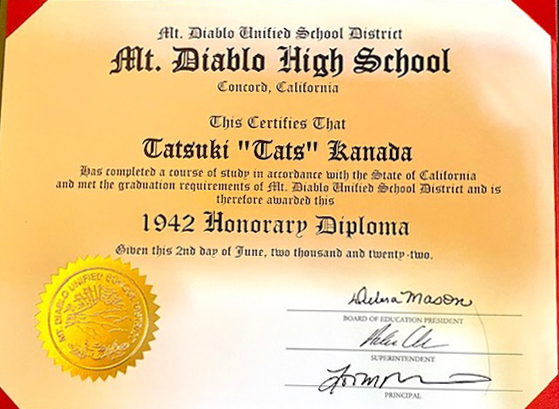 Mt. Diablo Unified School District
Mt. Diablo High School
Concord, California
This Certifies That
Tatsuki "Tats" Kanada
Has completed a course of study in accordance with the State of California
and met the graduation requirements of Mt. Diablo Unified School District and is
therefore awarded this
1942 Honorary Diploma
Given this 2nd day of June, two thousand and twenty-two.
MT. DIABLO UNIFIED SCHOOL DISTRICT
Debra Mason
BOARD OF EDUCATION PRESIDENT
SUPERINTENDENT
PRINCIPAL